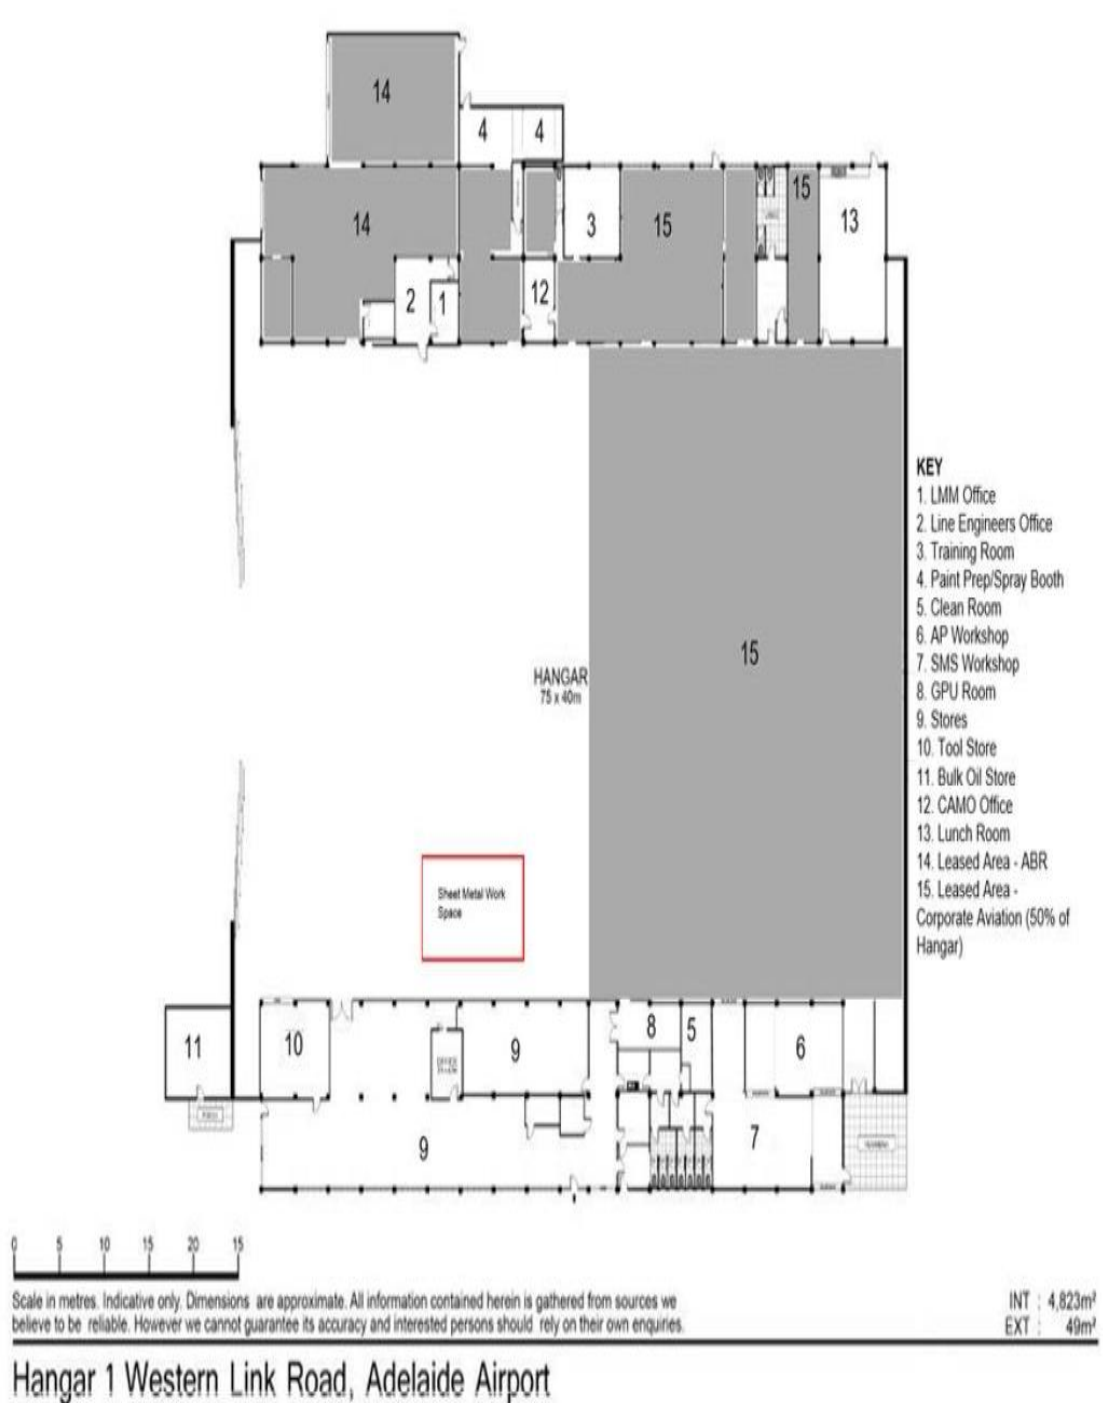 14
4
4
14
3
15
15
13
2
1
12
KEY
1. LMM Office
2. Line Engineers Office
3. Training Room
4. Paint Prep/Spray Booth
5. Clean Room
6. AP Workshop
7. SMS Workshop
8. GPU Room
9. Stores
10. Tool Store
11. Bulk Oil Store
12. CAMO Office
13. Lunch Room
14. Leased Area - ABR
15. Leased Area -
Corporate Aviation (50% of
Hangar)
15
HANGAR
75 x 40m
Sheet Metal Work
Space
11
10
9
8
5
6
9
7
0 5 10 15 20 15
Scale in metres. Indicative only. Dimensions are approximate. All information contained herein is gathered from sources we
believe to be reliable. However we cannot guarantee its accuracy and interested persons should rely on their own enquiries.
INT : 4,823m²
EXT : 49m²
Hangar 1 Western Link Road, Adelaide Airport